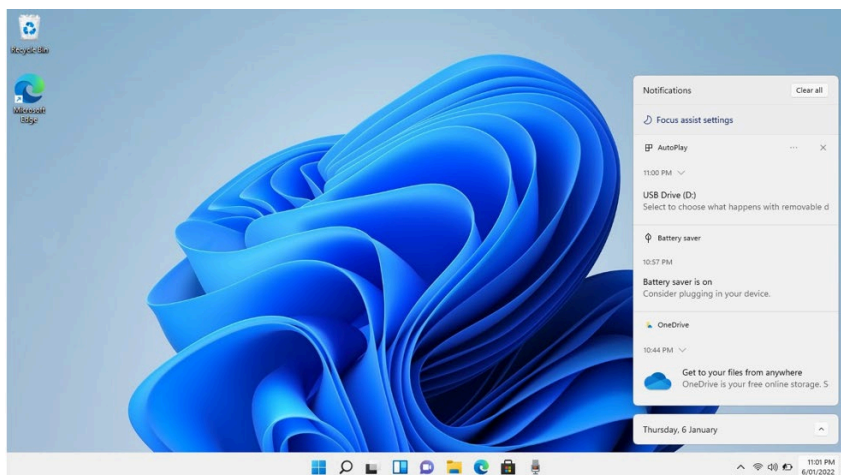 Recycle Bin
Microsoft
Edge
Notifications
Clear all
Focus assist settings
AutoPlay
11:00 PM
USB Drive (D:)
Select to choose what happens with removable d
Battery saver
10:57 PM
Battery saver is on
Consider plugging in your device.
OneDrive
10:44 PM
Get to your files from anywhere
OneDrive is your free online storage. S
Thursday, 6 January
11:01 PM
6/01/2022